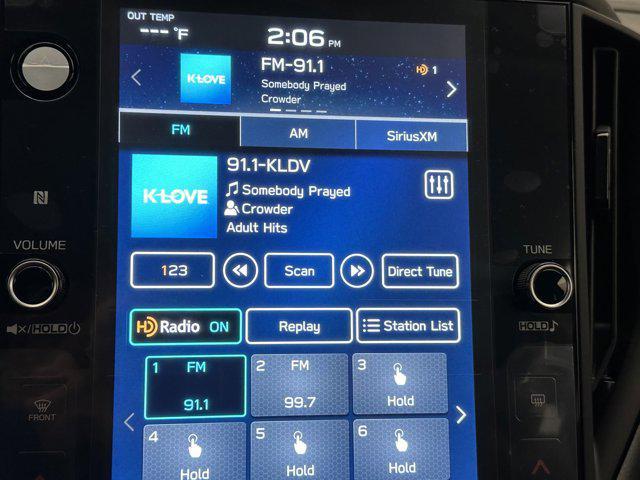 OUT TEMP
--- °F
2:06 PM
K-LOVE
FM-91.1
HD 1
Somebody Prayed
Crowder
FM
AM
SiriusXM
K-LOVE
91.1-KLDV
Somebody Prayed
Crowder
Adult Hits
N
VOLUME
TUNE
123
Scan
Direct Tune
HOLD
HOLD
HD Radio ON
Replay
Station List
1 FM
91.1
2 FM
99.7
3
Hold
FRONT
4
Hold
5
Hold
6
Hold